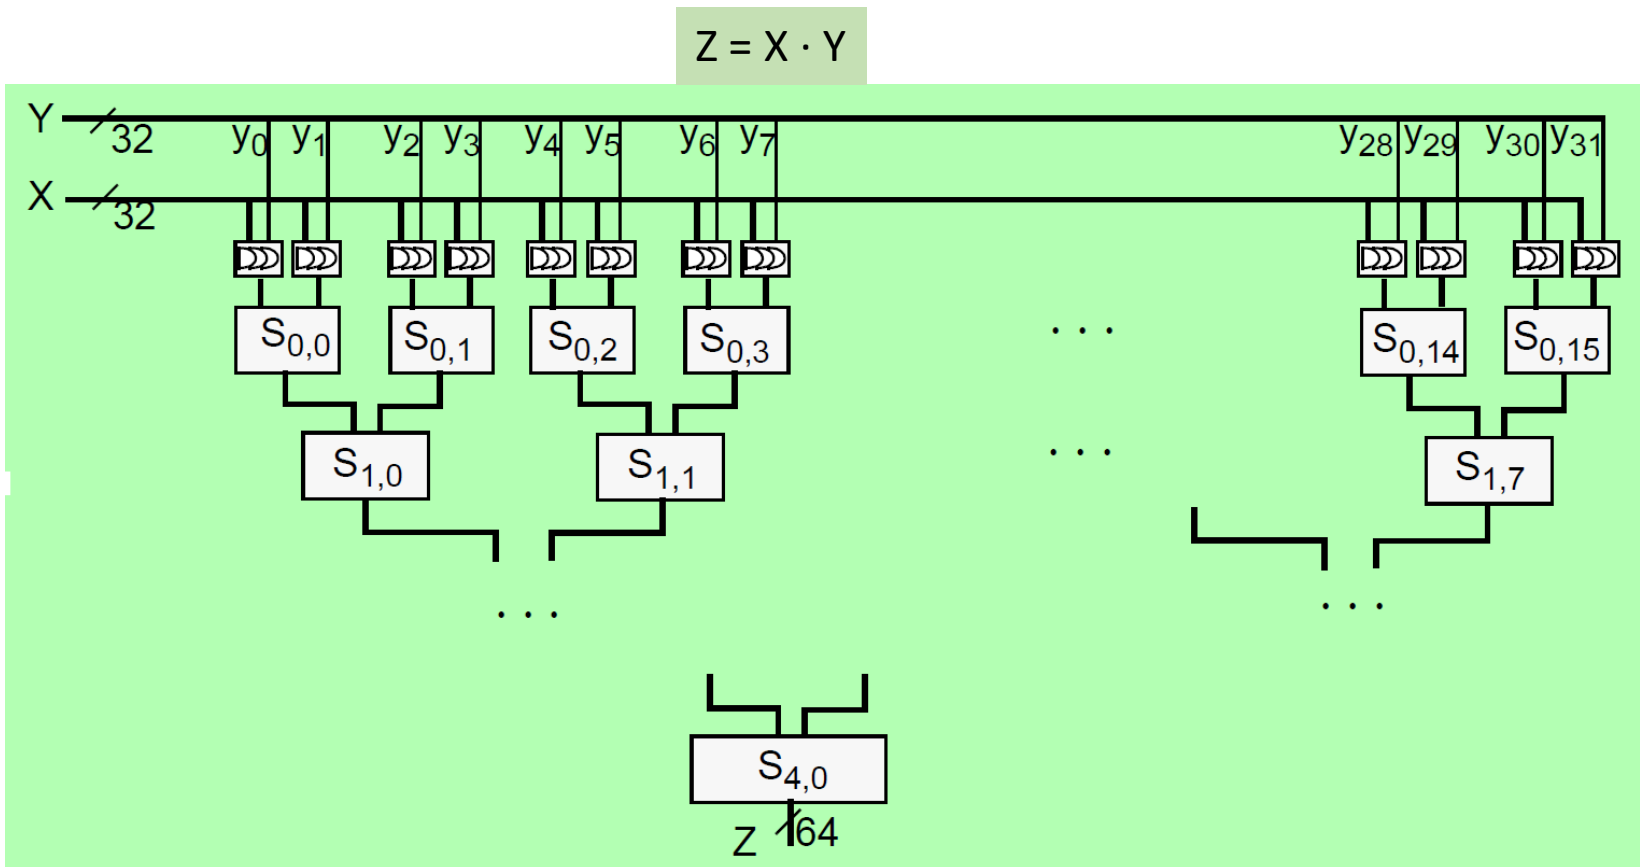 Z = X · Y
Y 32 y0 y1 y2 y3 y4 y5 y6 y7 y28 y29 y30 y31
X 32
S0,0 S0,1 S0,2 S0,3 . . . S0,14 S0,15
S1,0 S1,1 . . . S1,7
. . . . . .
S4,0
Z 64